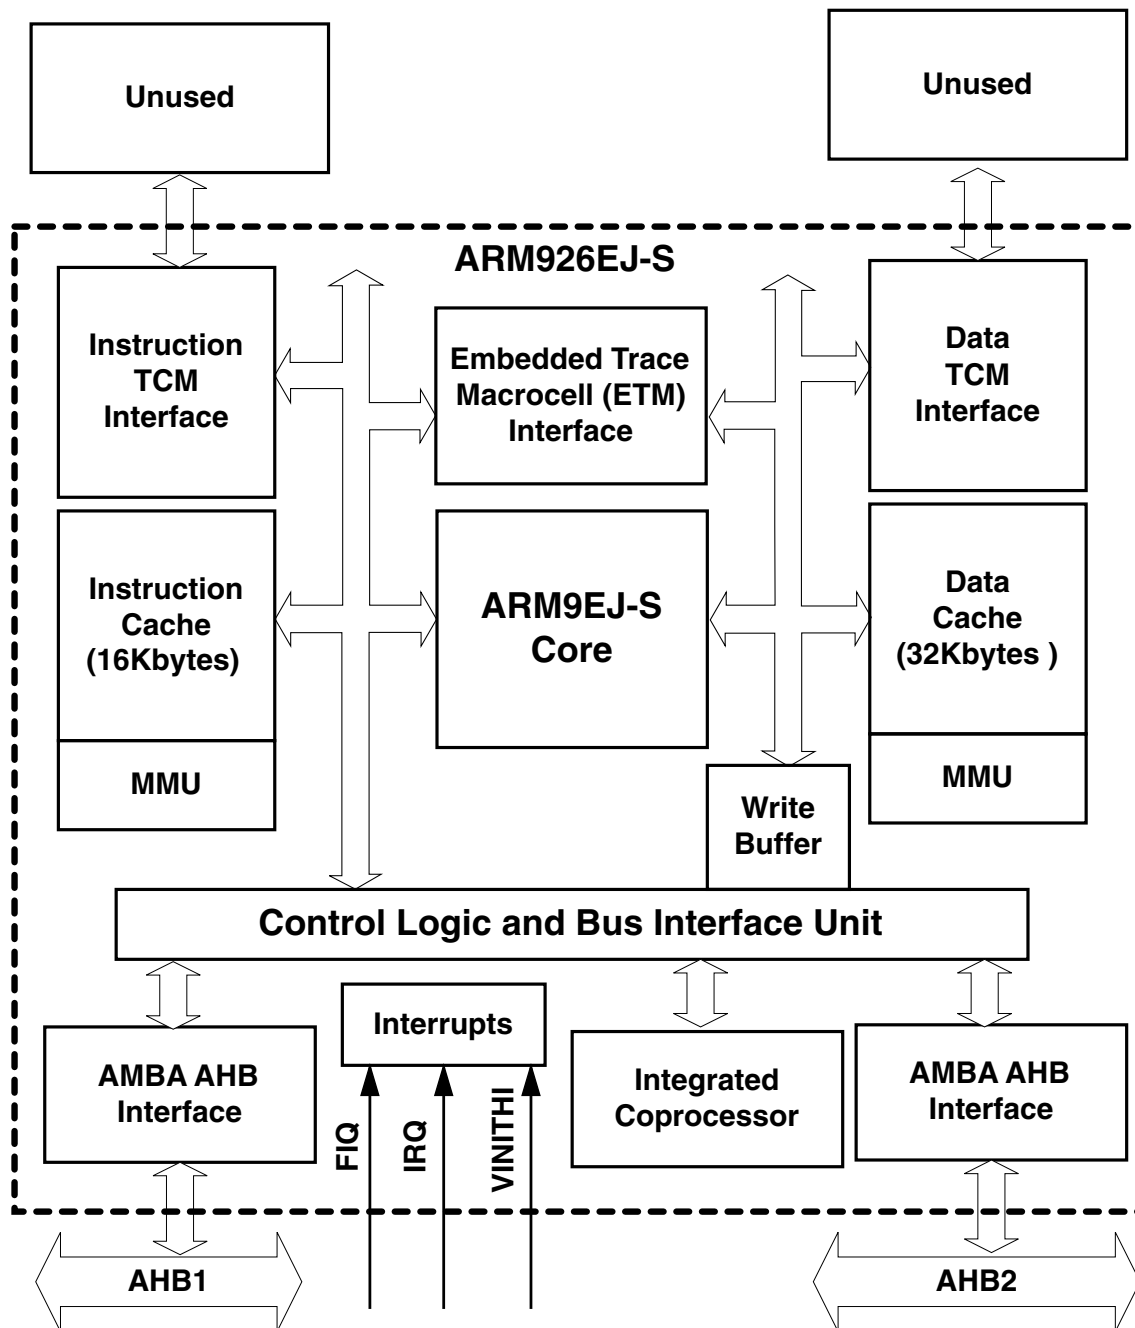 Unused
Unused
ARM926EJ-S
Instruction
TCM
Interface
Embedded Trace
Macrocell (ETM)
Interface
Data
TCM
Interface
Instruction
Cache
(16Kbytes)
MMU
ARM9EJ-S
Core
Data
Cache
(32Kbytes )
MMU
Write
Buffer
Control Logic and Bus Interface Unit
AMBA AHB
Interface
Interrupts
FIQ
IRQ
VINITHI
Integrated
Coprocessor
AMBA AHB
Interface
AHB1
AHB2